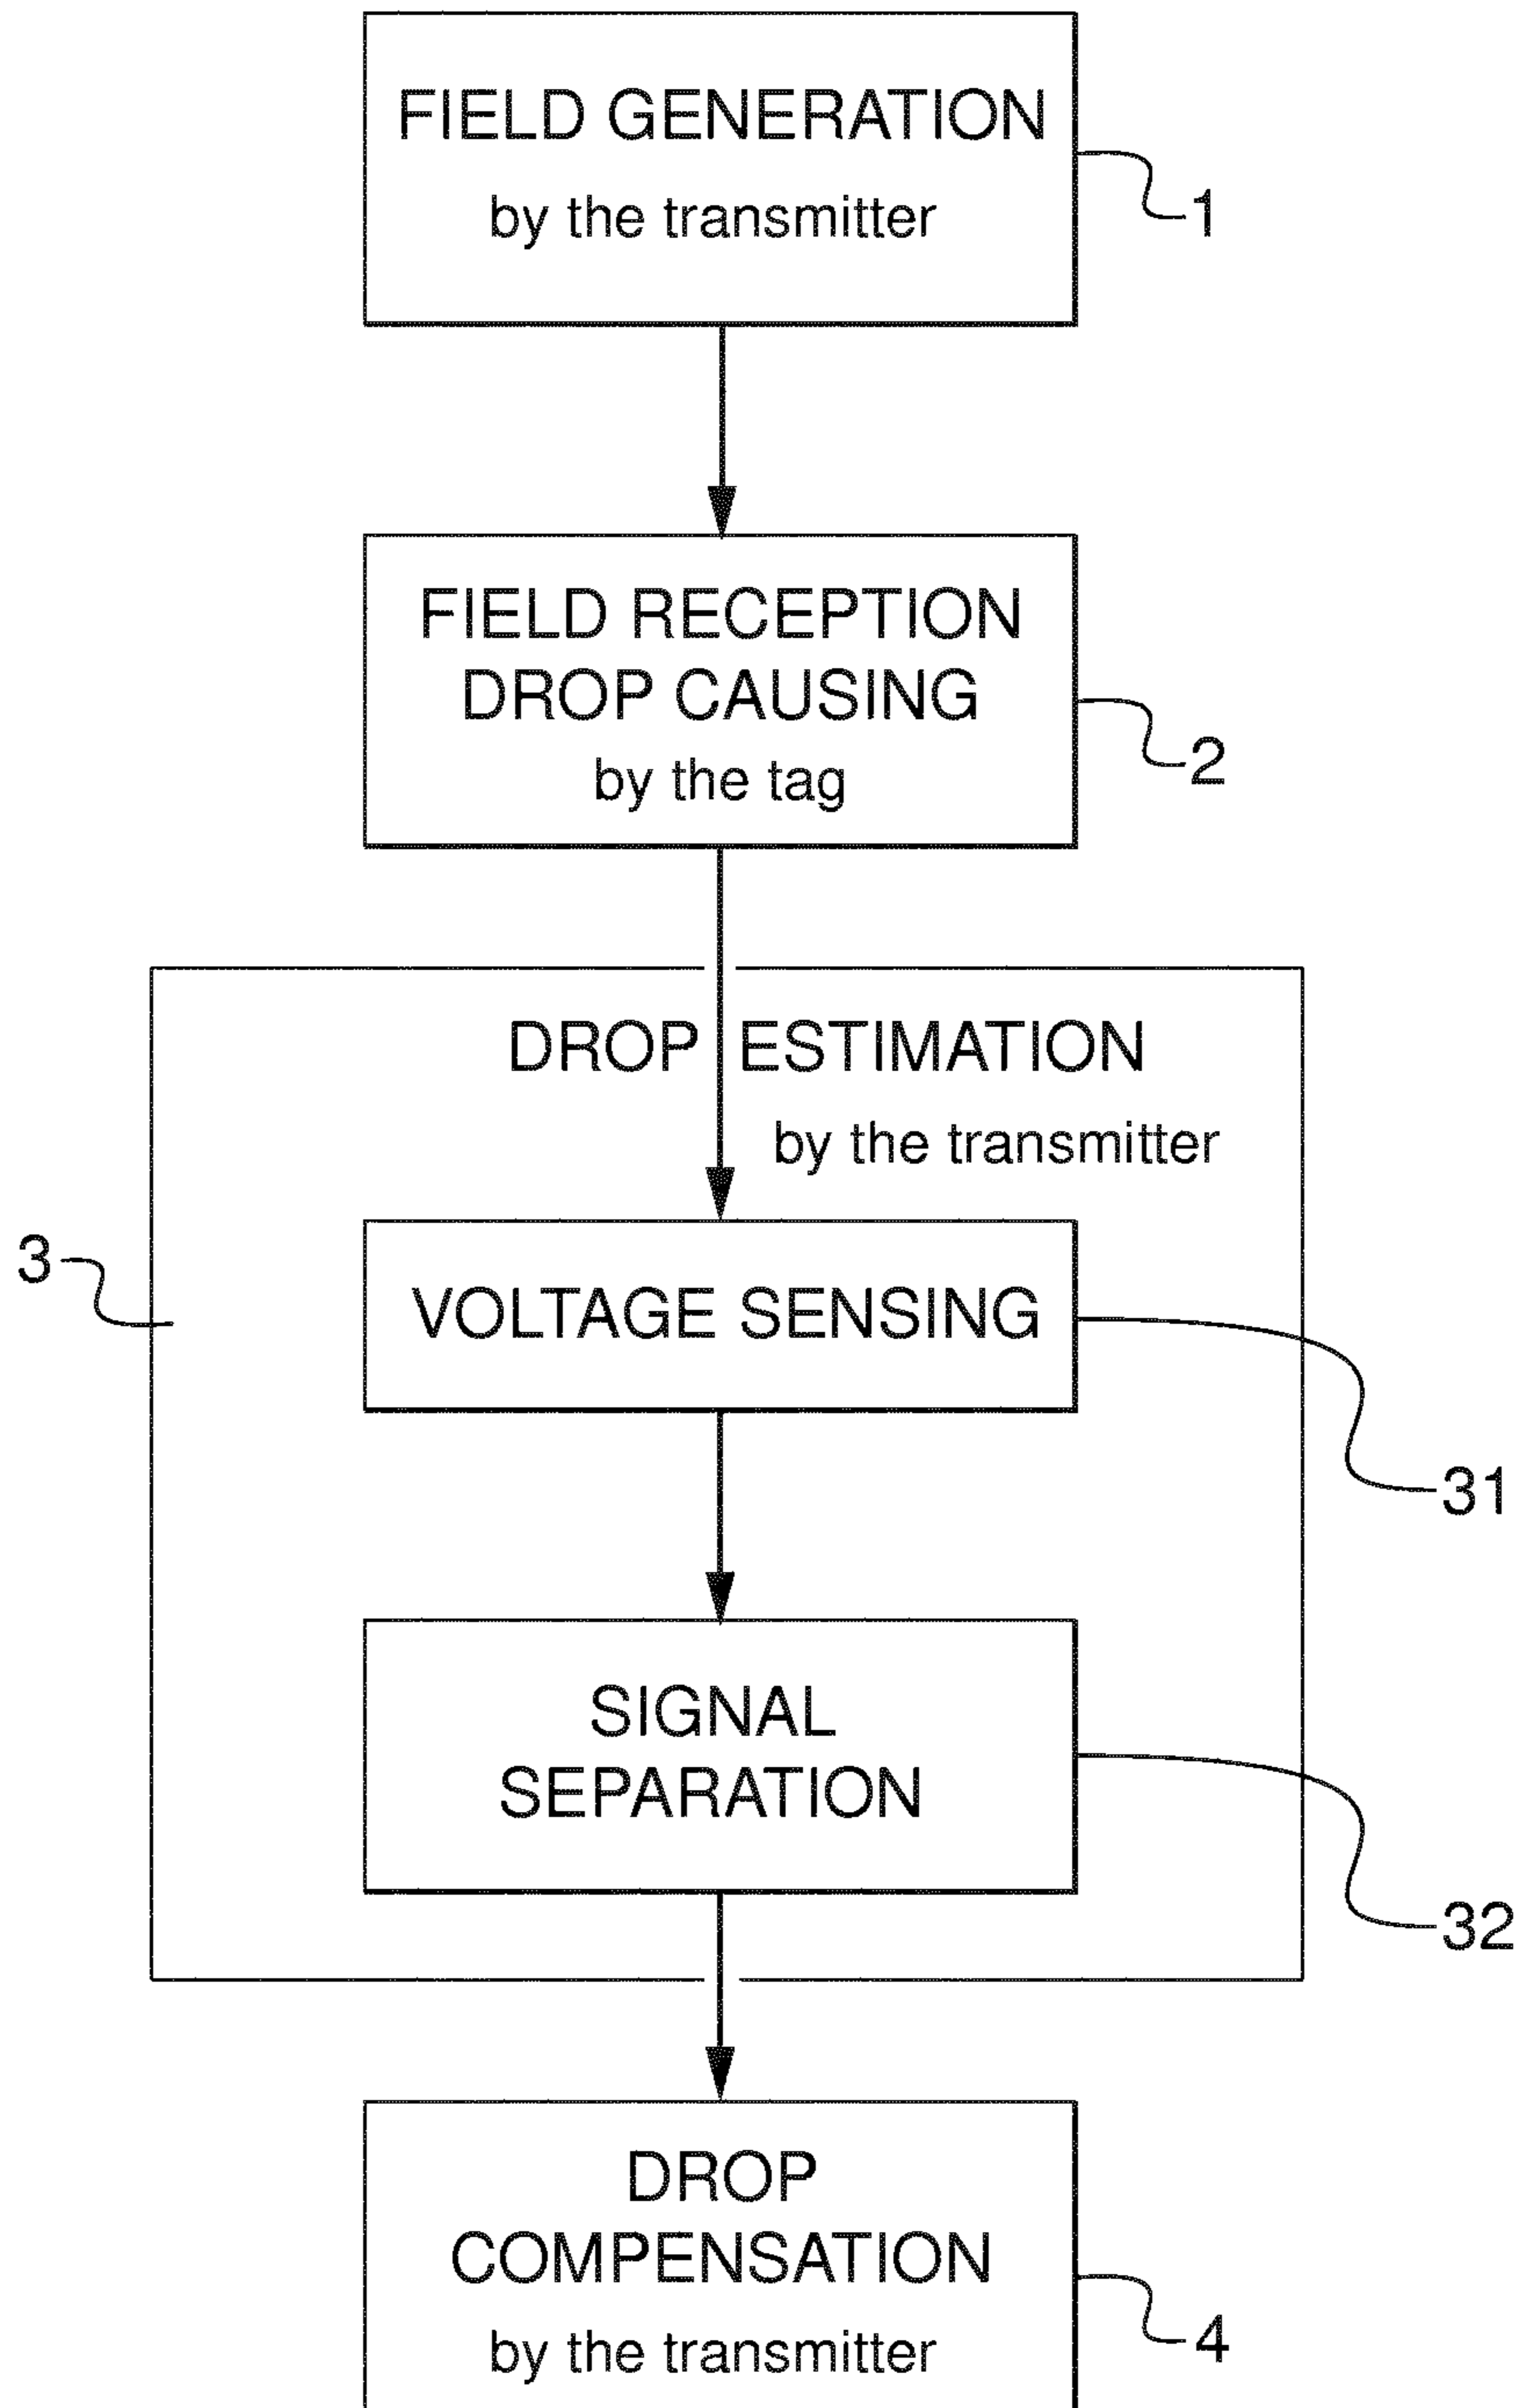 FIELD GENERATION
by the transmitter
1
FIELD RECEPTION
DROP CAUSING
by the tag
2
DROP ESTIMATION
by the transmitter
3
VOLTAGE SENSING
31
SIGNAL
SEPARATION
32
DROP
COMPENSATION
by the transmitter
4